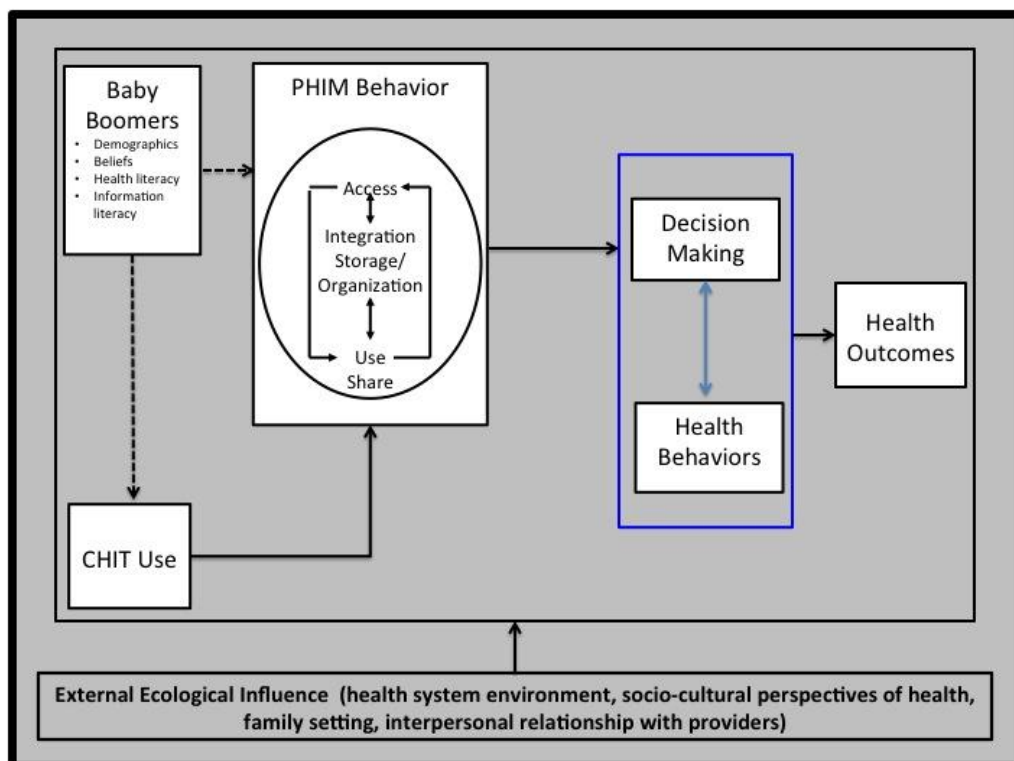 Baby
Boomers
• Demographics
• Beliefs
• Health literacy
• Information
literacy
PHIM Behavior
Access
Integration
Storage/
Organization
Use
Share
Decision
Making
Health
Behaviors
Health
Outcomes
CHIT Use
External Ecological Influence (health system environment, socio-cultural perspectives of health,
family setting, interpersonal relationship with providers)